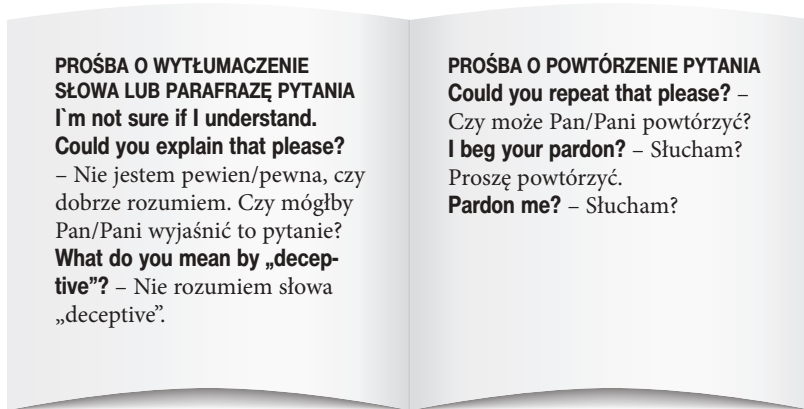 PROŚBA O WYTŁUMACZENIE
SŁOWA LUB PARAFRAZĘ PYTANIA
I`m not sure if I understand.
Could you explain that please?
– Nie jestem pewien/pewna, czy
dobrze rozumiem. Czy mógłby
Pan/Pani wyjaśnić to pytanie?
What do you mean by „decep-
tive”? – Nie rozumiem słowa
„deceptive”.
PROŚBA O POWTÓRZENIE PYTANIA
Could you repeat that please? –
Czy może Pan/Pani powtórzyć?
I beg your pardon? – Słucham?
Proszę powtórzyć.
Pardon me? – Słucham?